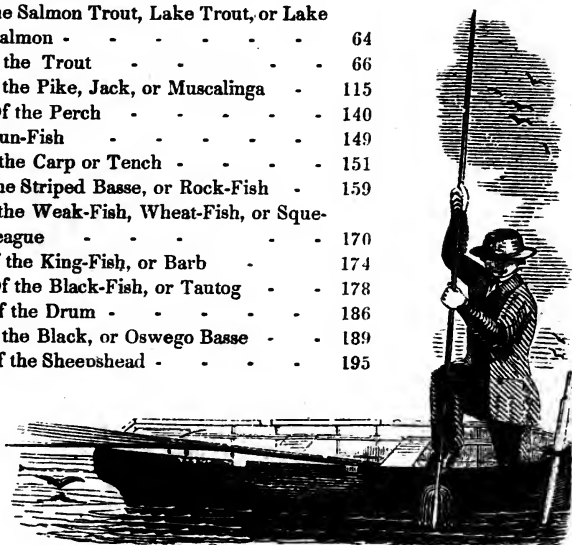 ne Salmon Trout, Lake Trout, or Lake
almon - - - - - - 64
the Trout - - - - 66
the Pike, Jack, or Muscalinga - 115
f the Perch - - - - - 140
un-Fish - - - - - 149
the Carp or Tench - - - - 151
ne Striped Basse, or Rock-Fish - 159
the Weak-Fish, Wheat-Fish, or Sque-
eague - - - - - 170
f the King-Fish, or Barb - 174
Of the Black-Fish, or Tautog - - 178
f the Drum - - - - - 186
the Black, or Oswego Basse - - 189
f the Sheepshead - - - - 195